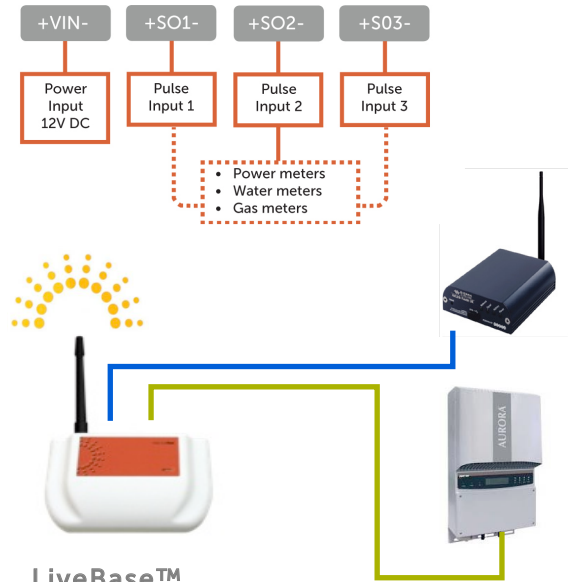 +VIN-
+SO1-
+SO2-
+S03-
Power
Input
12V DC
Pulse
Input 1
Pulse
Input 2
Pulse
Input 3
• Power meters
• Water meters
• Gas meters
AURORA
LiveBase™